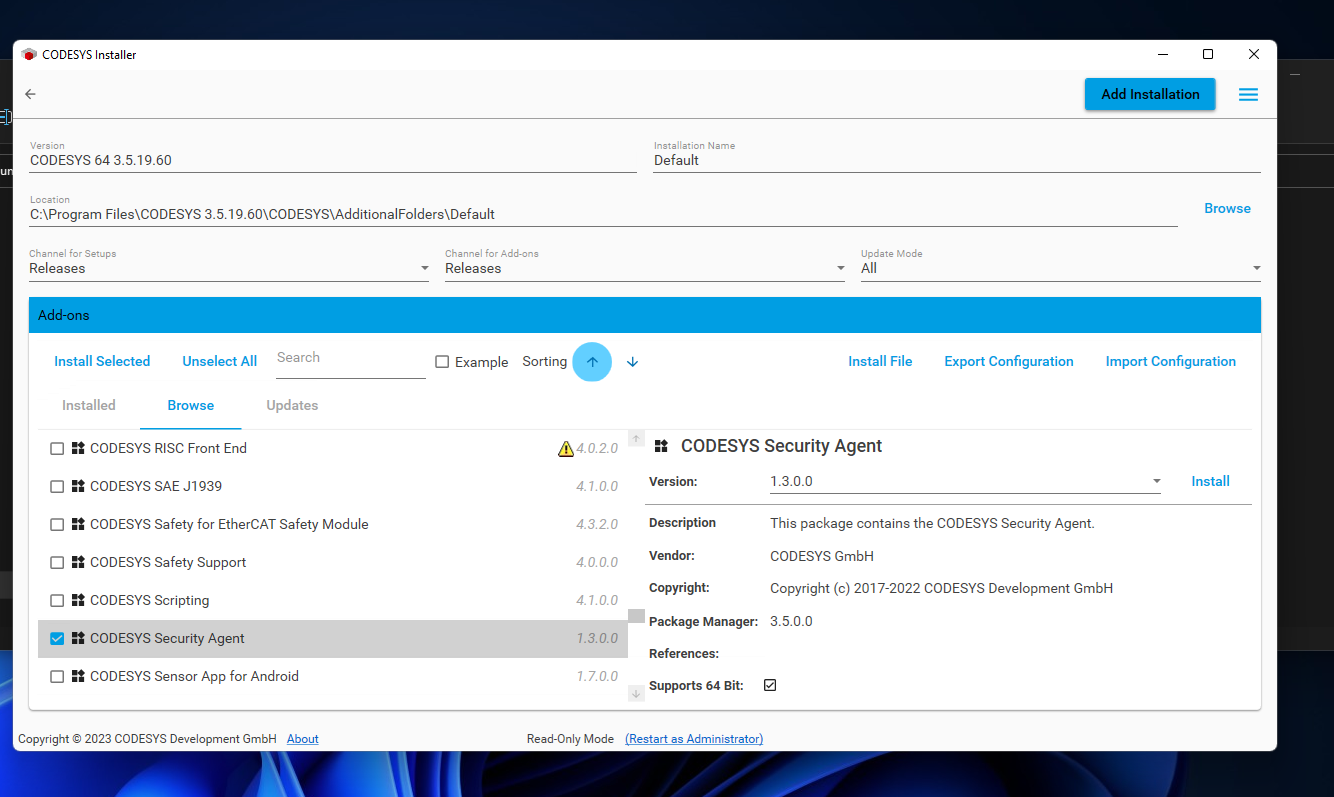 CODESYS Installer
Add Installation
Version
CODESYS 64 3.5.19.60
Installation Name
Default
Location
C:\Program Files\CODESYS 3.5.19.60\CODESYS\AdditionalFolders\Default
Browse
Channel for Setups
Releases
Channel for Add-ons
Releases
Update Mode
All
Add-ons
Install Selected Unselect All Search Example Sorting Install File Export Configuration Import Configuration
Installed Browse Updates
CODESYS RISC Front End 4.0.2.0
CODESYS SAE J1939 4.1.0.0
CODESYS Safety for EtherCAT Safety Module 4.3.2.0
CODESYS Safety Support 4.0.0.0
CODESYS Scripting 4.1.0.0
CODESYS Security Agent 1.3.0.0
CODESYS Sensor App for Android 1.7.0.0
CODESYS Security Agent
Version: 1.3.0.0 Install
Description This package contains the CODESYS Security Agent.
Vendor: CODESYS GmbH
Copyright: Copyright (c) 2017-2022 CODESYS Development GmbH
Package Manager: 3.5.0.0
References:
Supports 64 Bit:
Copyright © 2023 CODESYS Development GmbH About Read-Only Mode (Restart as Administrator)